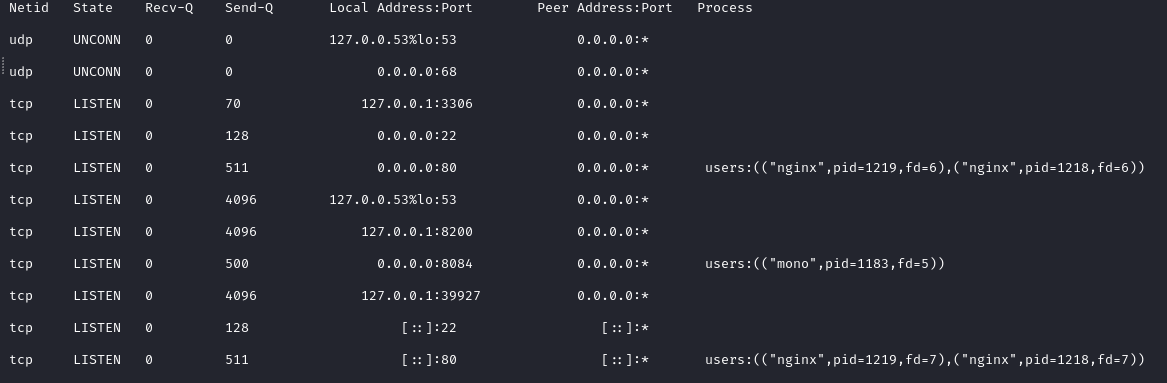 Netid State Recv-Q Send-Q Local Address:Port Peer Address:Port Process
udp UNCONN 0 0 127.0.0.53%lo:53 0.0.0.0:*
udp UNCONN 0 0 0.0.0.0:68 0.0.0.0:*
tcp LISTEN 0 70 127.0.0.1:3306 0.0.0.0:*
tcp LISTEN 0 128 0.0.0.0:22 0.0.0.0:*
tcp LISTEN 0 511 0.0.0.0:80 0.0.0.0:* users:(("nginx",pid=1219,fd=6),("nginx",pid=1218,fd=6))
tcp LISTEN 0 4096 127.0.0.53%lo:53 0.0.0.0:*
tcp LISTEN 0 4096 127.0.0.1:8200 0.0.0.0:*
tcp LISTEN 0 500 0.0.0.0:8084 0.0.0.0:* users:(("mono",pid=1183,fd=5))
tcp LISTEN 0 4096 127.0.0.1:39927 0.0.0.0:*
tcp LISTEN 0 128 [::]:22 [::]:*
tcp LISTEN 0 511 [::]:80 [::]:* users:(("nginx",pid=1219,fd=7),("nginx",pid=1218,fd=7))